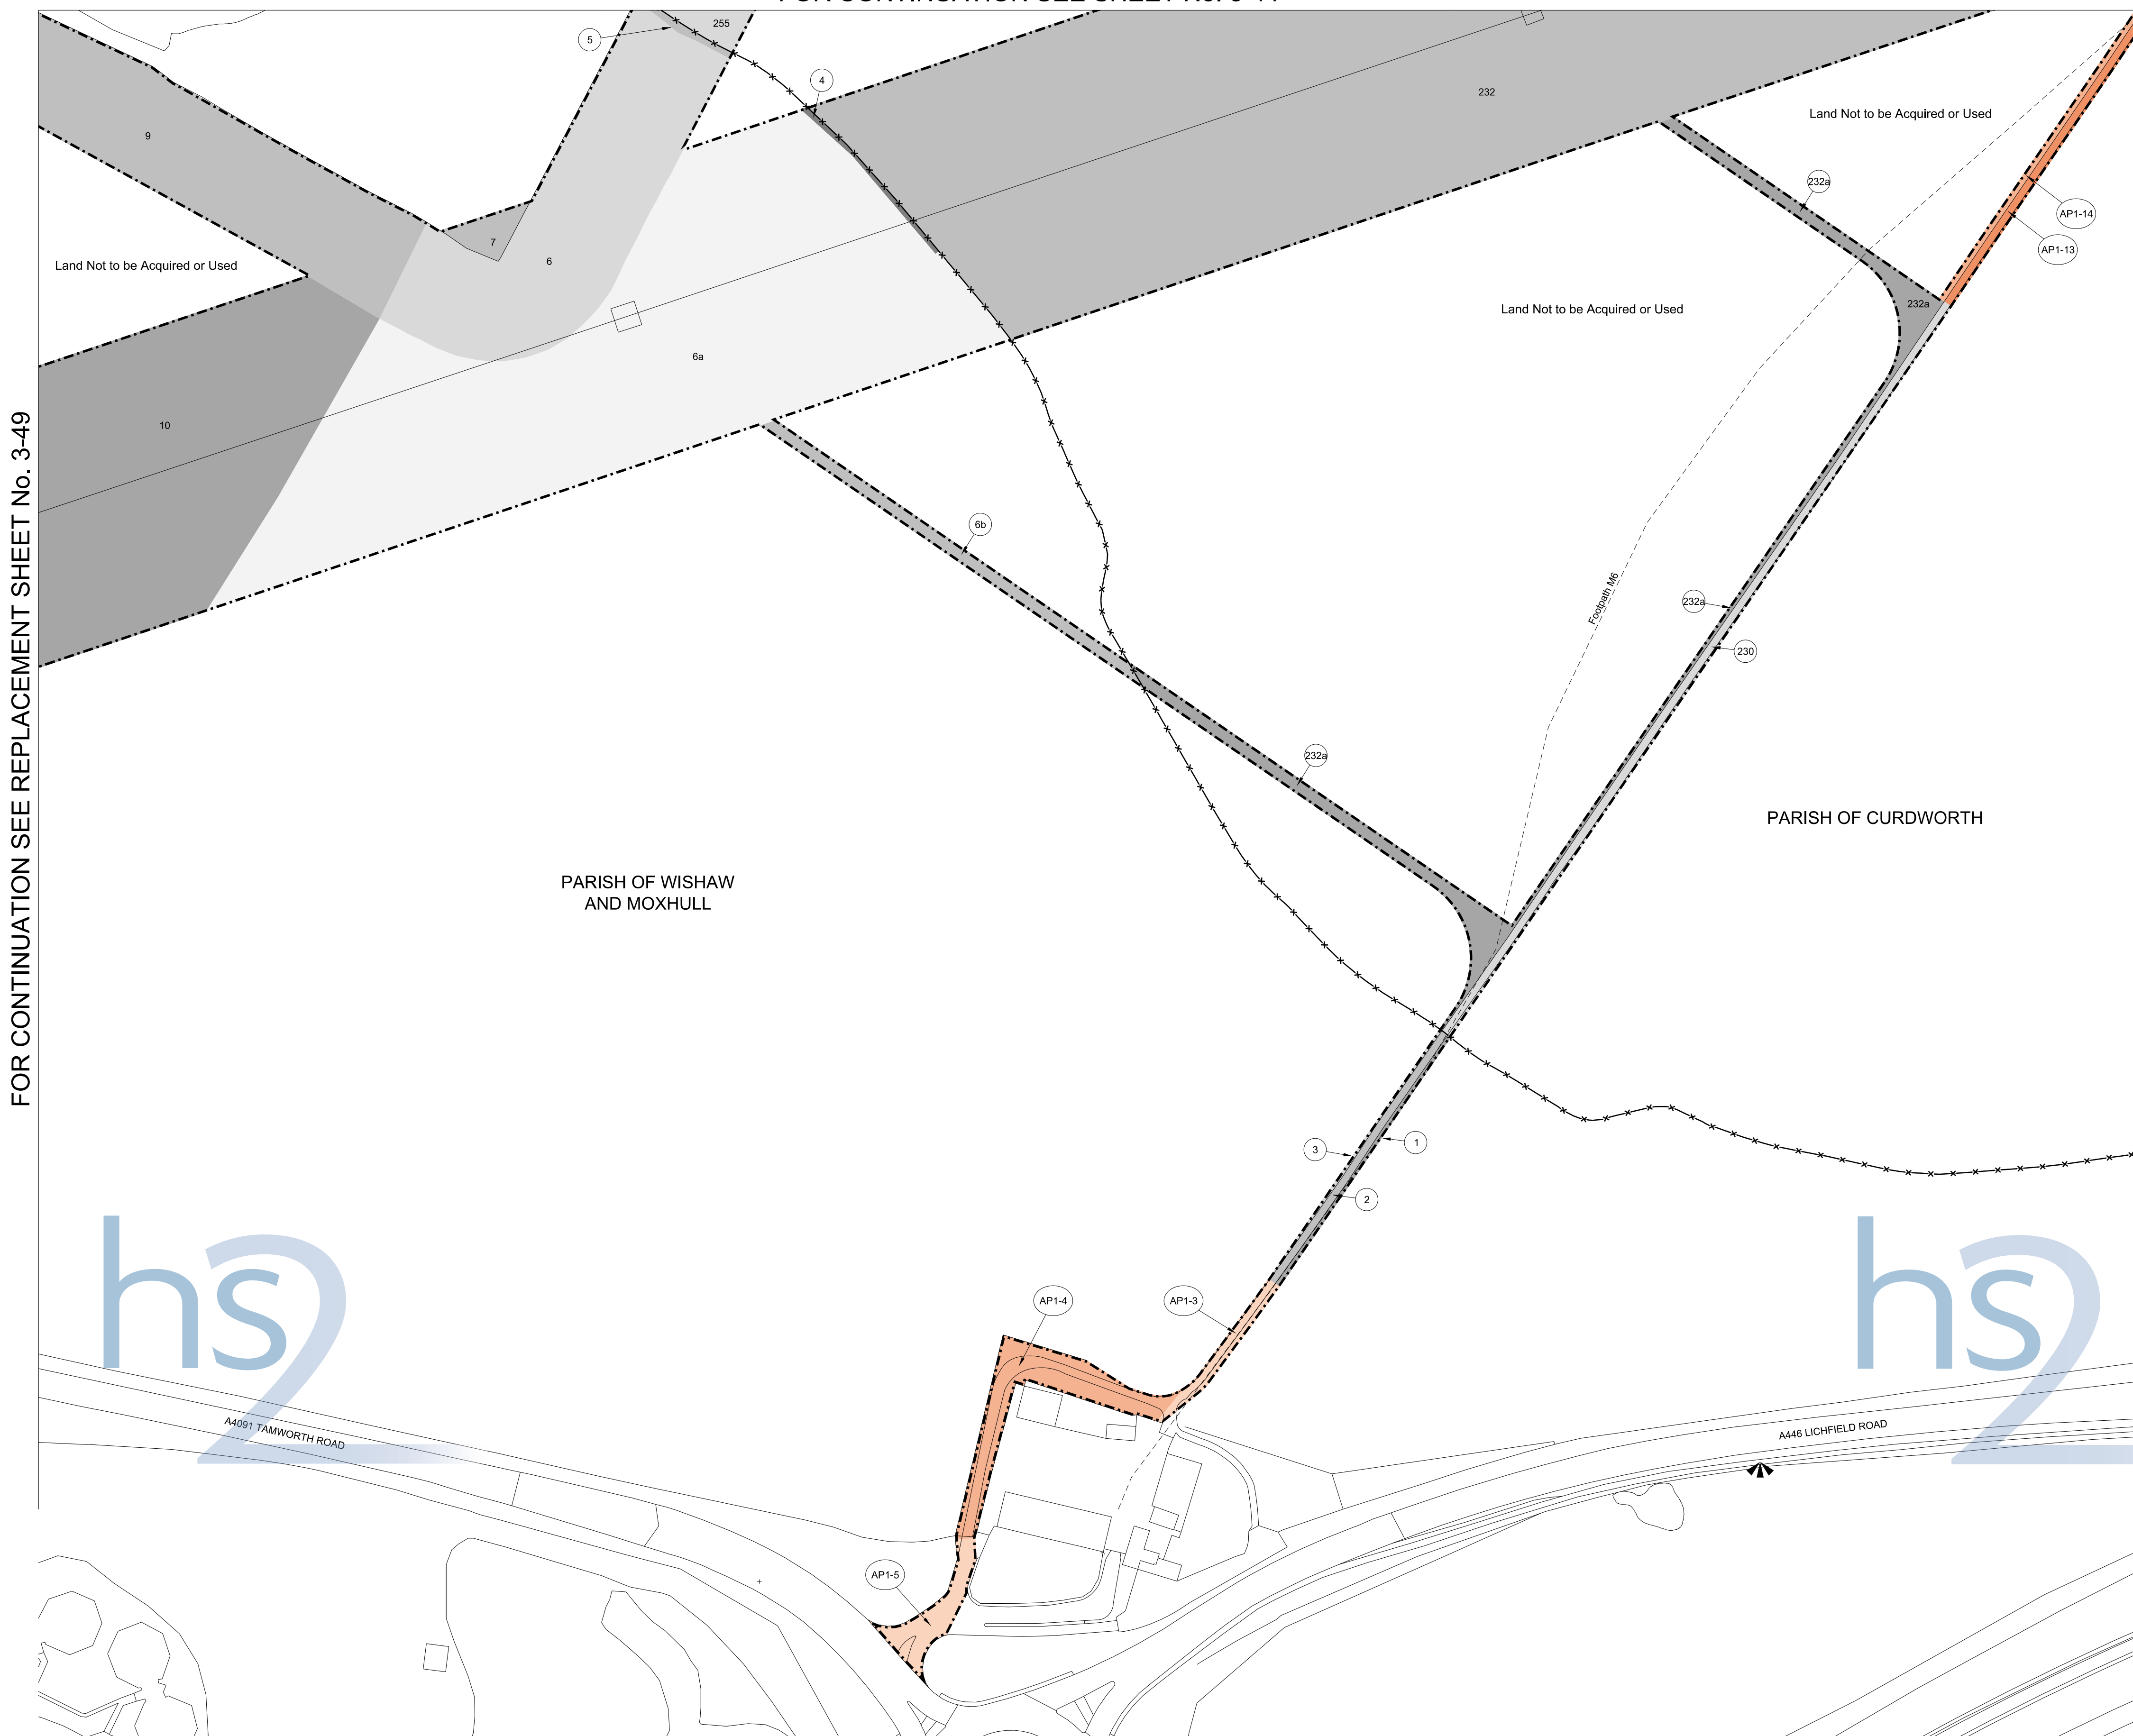 255
5
4
232
Land Not to be Acquired or Used
9
232a
AP1-14
7
AP1-13
6
Land Not to be Acquired or Used
232a
Land Not to be Acquired or Used
6a
10
FOR CONTINUATION SEE REPLACEMENT SHEET No. 3-49
6b
Footpath M6
232a
230
232a
PARISH OF CURDWORTH
PARISH OF WISHAW
AND MOXHULL
1
3
2
hs2
hs2
AP1-4
AP1-3
A4091 TAMWORTH ROAD
A446 LICHFIELD ROAD
AP1-5